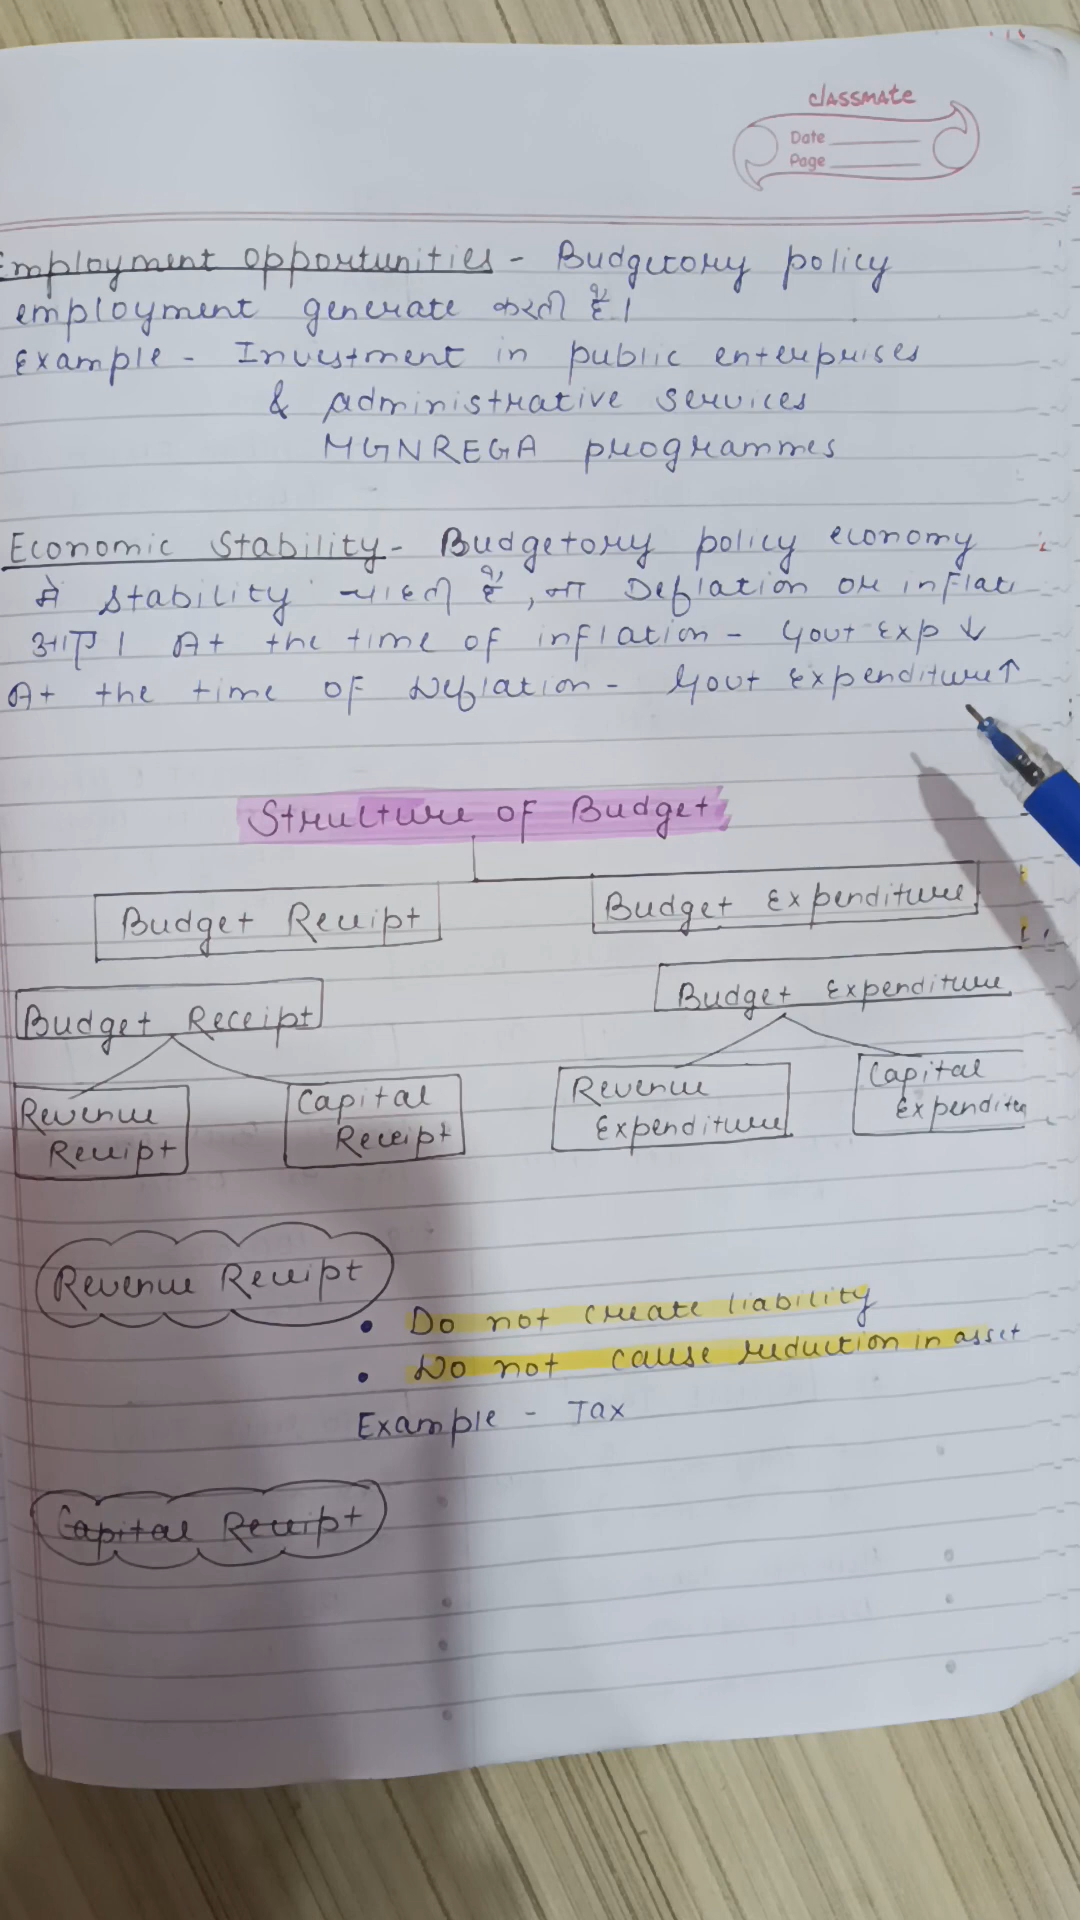 classmate
Date
Page
Employment opportunities - Budgetory policy
employment generate करती है।
Example - Investment in public enterprises
& administrative services
MGNREGA programmes
Economic Stability - Budgetory policy economy
में stability चाहती है, ना Deflation or inflati
आए। At the time of inflation - Govt Exp ↓
At the time of Deflation - Govt expenditure ↑
Structure of Budget
Budget Receipt
Budget Expenditure
Budget Receipt
Budget Expenditure
Revenue Receipt
Capital Receipt
Revenue Expenditure
Capital Expenditu
Revenue Receipt
• Do not create liability
• Do not cause reduction in asset
Example - Tax
Capital Receipt